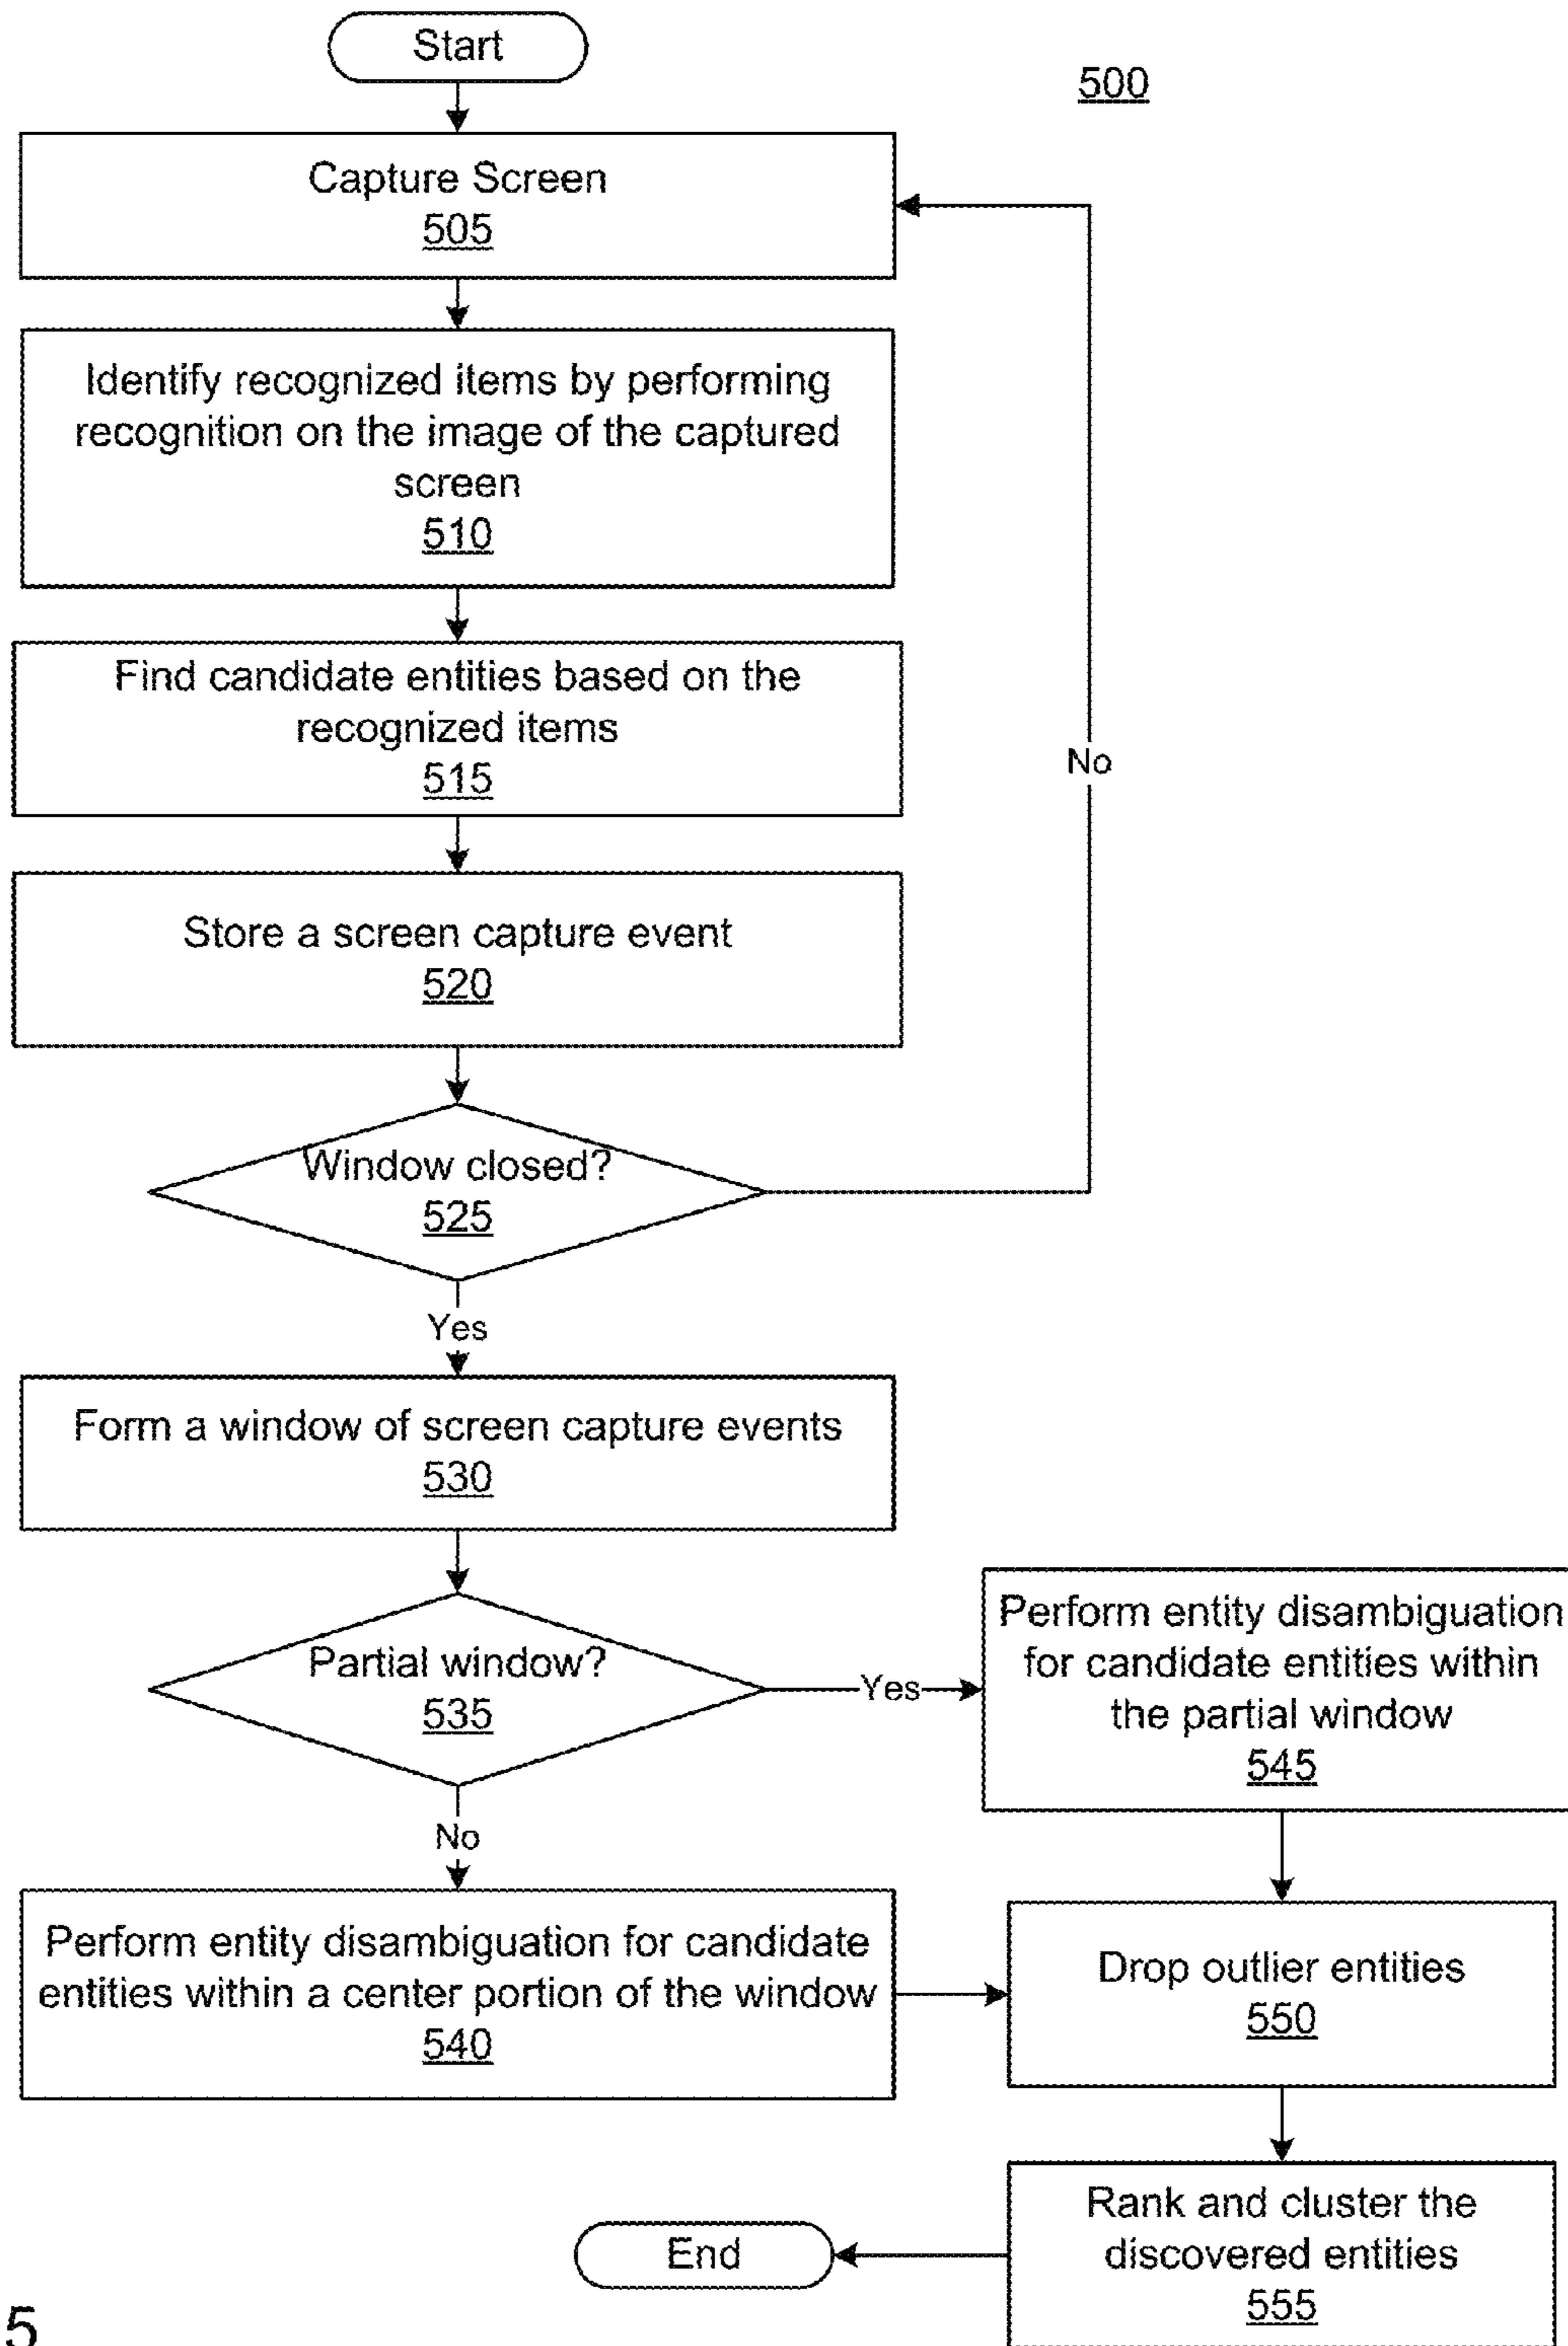 Start
500
Capture Screen
505
Identify recognized items by performing
recognition on the image of the captured
screen
510
Find candidate entities based on the
recognized items
515
No
Store a screen capture event
520
Window closed?
525
Yes
Form a window of screen capture events
530
Partial window?
535
Yes
Perform entity disambiguation
for candidate entities within
the partial window
545
No
Perform entity disambiguation for candidate
entities within a center portion of the window
540
Drop outlier entities
550
Rank and cluster the
discovered entities
555
End
5